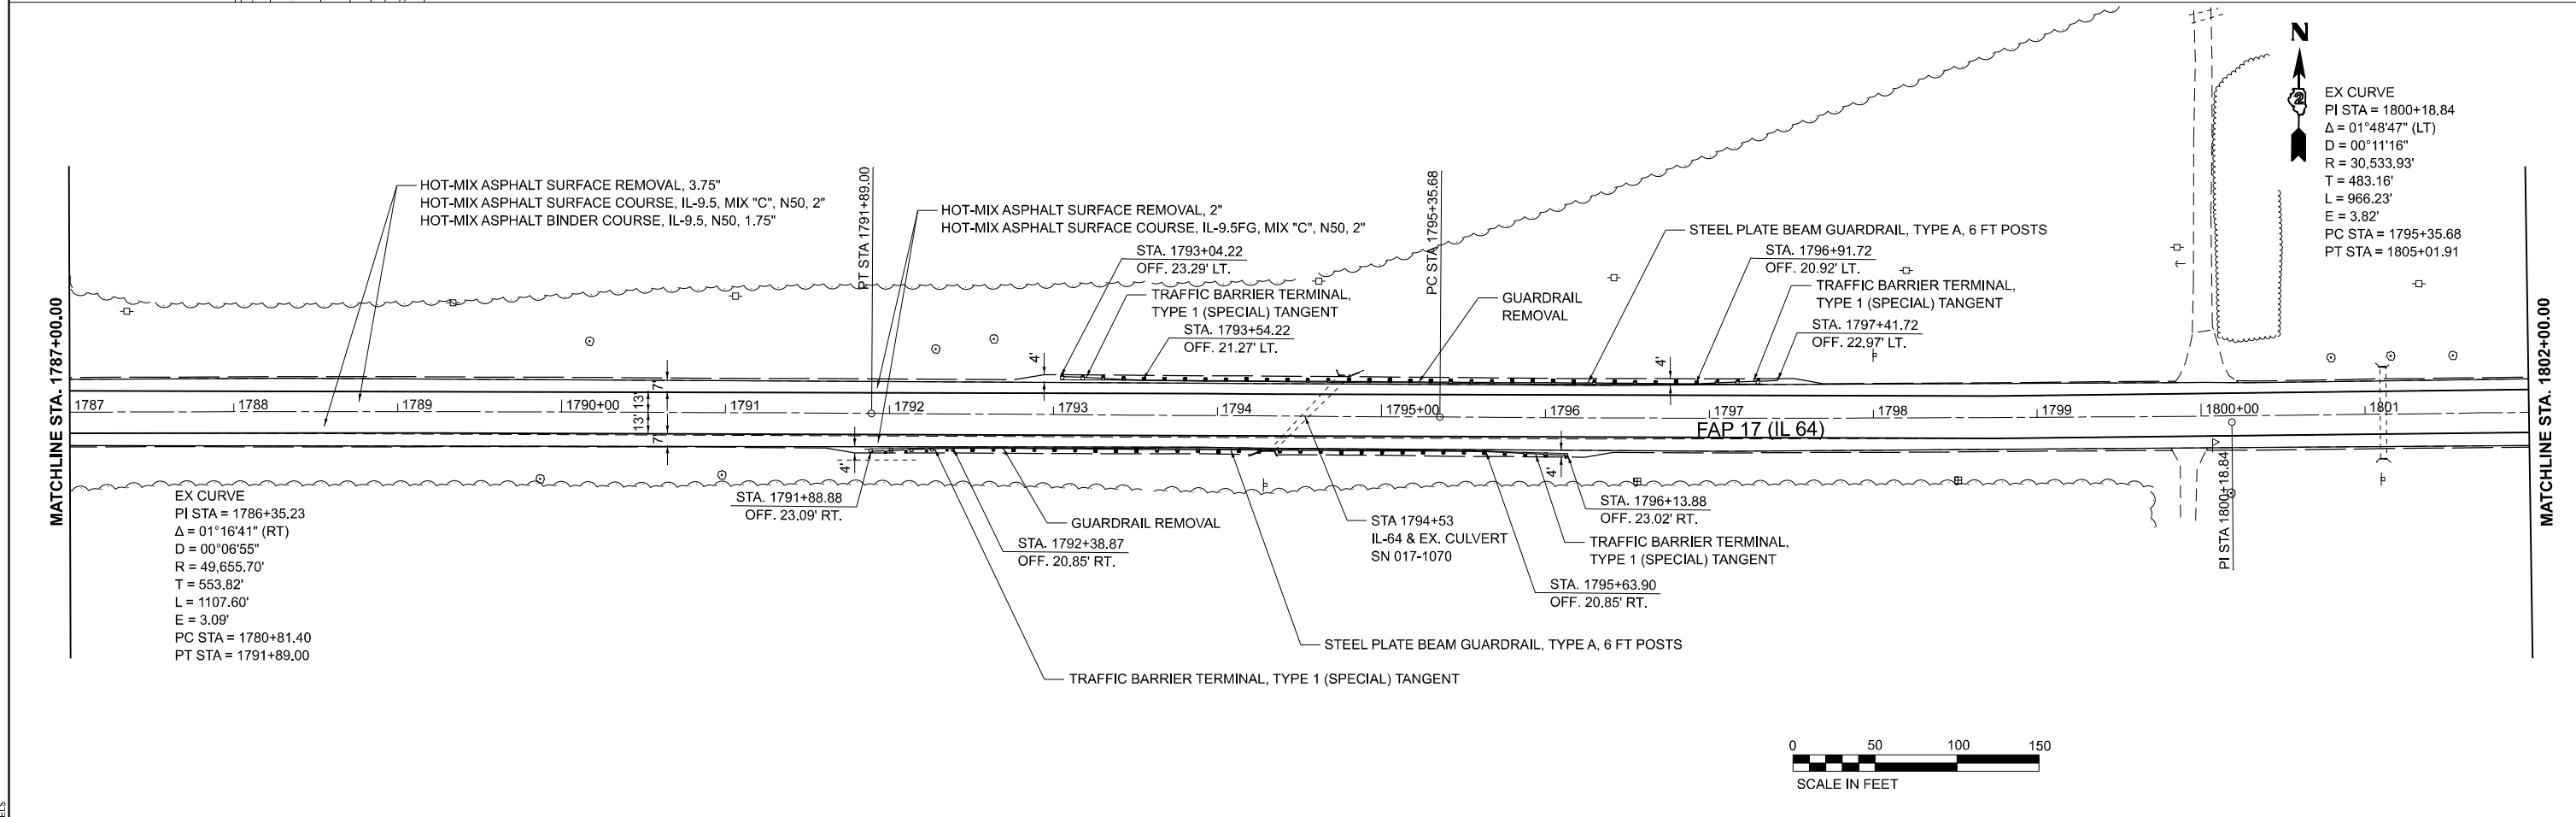 N
2
EX CURVE
PI STA = 1800+18.84
Δ = 01°48'47" (LT)
D = 00°11'16"
R = 30,533.93'
T = 483.16'
L = 966.23'
E = 3.82'
PC STA = 1795+35.68
PT STA = 1805+01.91
HOT-MIX ASPHALT SURFACE REMOVAL, 3.75"
HOT-MIX ASPHALT SURFACE COURSE, IL-9.5, MIX "C", N50, 2"
HOT-MIX ASPHALT BINDER COURSE, IL-9.5, N50, 1.75"
PT STA 1791+89.00
HOT-MIX ASPHALT SURFACE REMOVAL, 2"
HOT-MIX ASPHALT SURFACE COURSE, IL-9.5FG, MIX "C", N50, 2"
STA. 1793+04.22
OFF. 23.29' LT.
TRAFFIC BARRIER TERMINAL,
TYPE 1 (SPECIAL) TANGENT
STA. 1793+54.22
OFF. 21.27' LT.
PC STA 1795+35.68
GUARDRAIL
REMOVAL
STEEL PLATE BEAM GUARDRAIL, TYPE A, 6 FT POSTS
STA. 1796+91.72
OFF. 20.92' LT.
TRAFFIC BARRIER TERMINAL,
TYPE 1 (SPECIAL) TANGENT
STA. 1797+41.72
OFF. 22.97' LT.
MATCHLINE STA. 1787+00.00
MATCHLINE STA. 1802+00.00
4'
4'
7'
13'
13'
7'
1787
1788
1789
1790+00
1791
1792
1793
1794
1795+00
1796
1797
1798
1799
1800+00
1801
FAP 17 (IL 64)
4'
4'
EX CURVE
PI STA = 1786+35.23
Δ = 01°16'41" (RT)
D = 00°06'55"
R = 49,655.70'
T = 553.82'
L = 1107.60'
E = 3.09'
PC STA = 1780+81.40
PT STA = 1791+89.00
STA. 1791+88.88
OFF. 23.09' RT.
GUARDRAIL REMOVAL
STA. 1792+38.87
OFF. 20.85' RT.
STA 1794+53
IL-64 & EX. CULVERT
SN 017-1070
STA. 1796+13.88
OFF. 23.02' RT.
TRAFFIC BARRIER TERMINAL,
TYPE 1 (SPECIAL) TANGENT
STA. 1795+63.90
OFF. 20.85' RT.
PI STA 1800+18.84
STEEL PLATE BEAM GUARDRAIL, TYPE A, 6 FT POSTS
TRAFFIC BARRIER TERMINAL, TYPE 1 (SPECIAL) TANGENT
0 50 100 150
SCALE IN FEET